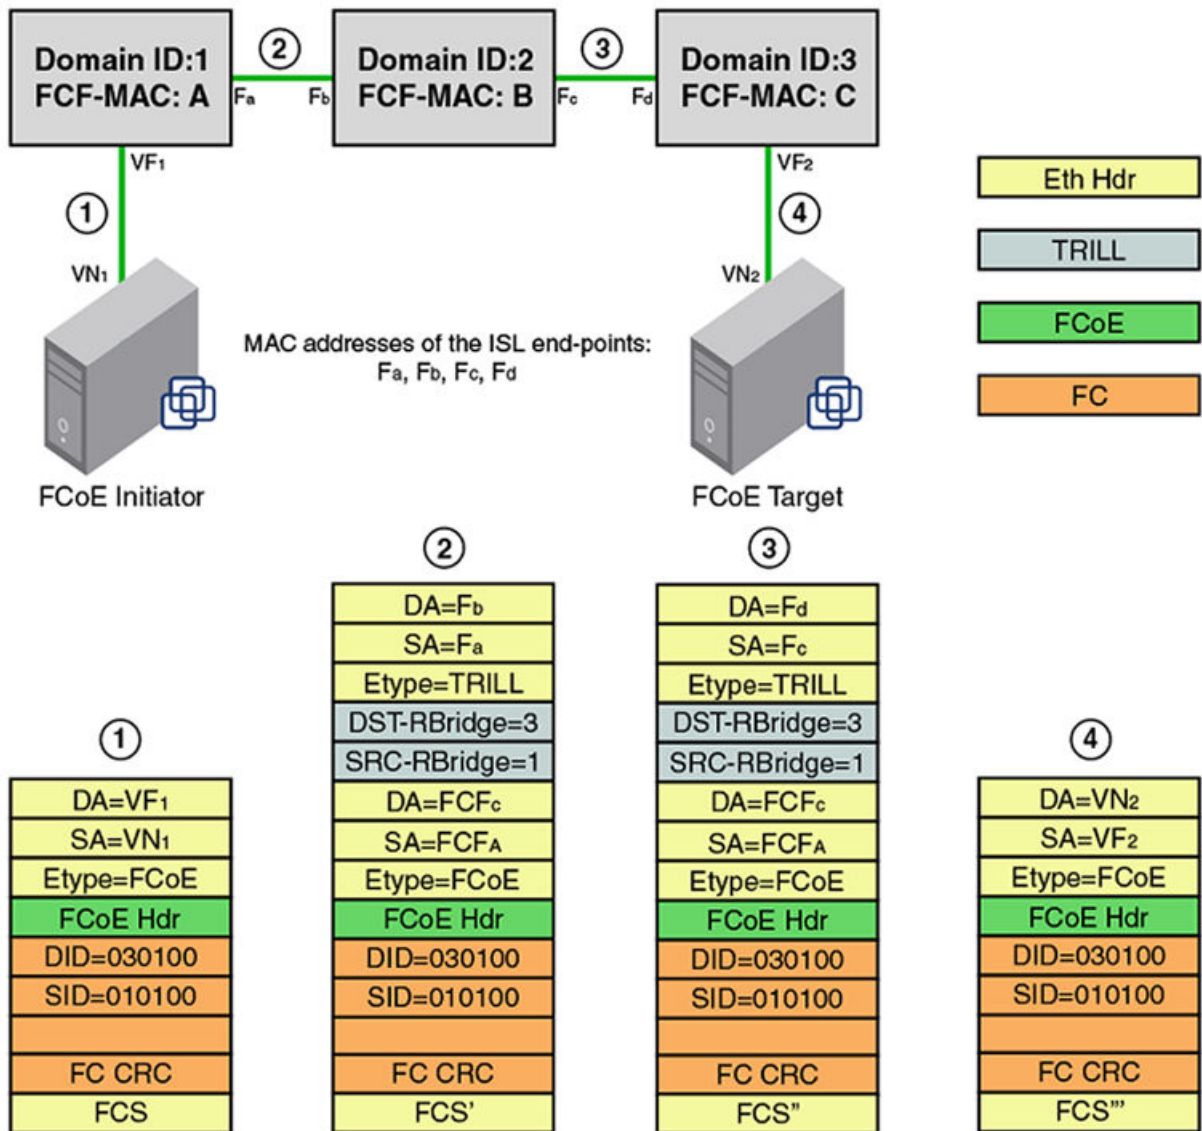 Domain ID:1
FCF-MAC: A
2
Fa
Fb
Domain ID:2
FCF-MAC: B
3
Fc
Fd
Domain ID:3
FCF-MAC: C
VF1
1
VN1
VF2
4
VN2
MAC addresses of the ISL end-points:
Fa, Fb, Fc, Fd
FCoE Initiator
FCoE Target
Eth Hdr
TRILL
FCoE
FC
1
DA=VF1
SA=VN1
Etype=FCoE
FCoE Hdr
DID=030100
SID=010100
FC CRC
FCS
2
DA=Fb
SA=Fa
Etype=TRILL
DST-RBridge=3
SRC-RBridge=1
DA=FCFc
SA=FCFA
Etype=FCoE
FCoE Hdr
DID=030100
SID=010100
FC CRC
FCS'
3
DA=Fd
SA=Fc
Etype=TRILL
DST-RBridge=3
SRC-RBridge=1
DA=FCFc
SA=FCFA
Etype=FCoE
FCoE Hdr
DID=030100
SID=010100
FC CRC
FCS"
4
DA=VN2
SA=VF2
Etype=FCoE
FCoE Hdr
DID=030100
SID=010100
FC CRC
FCS"'